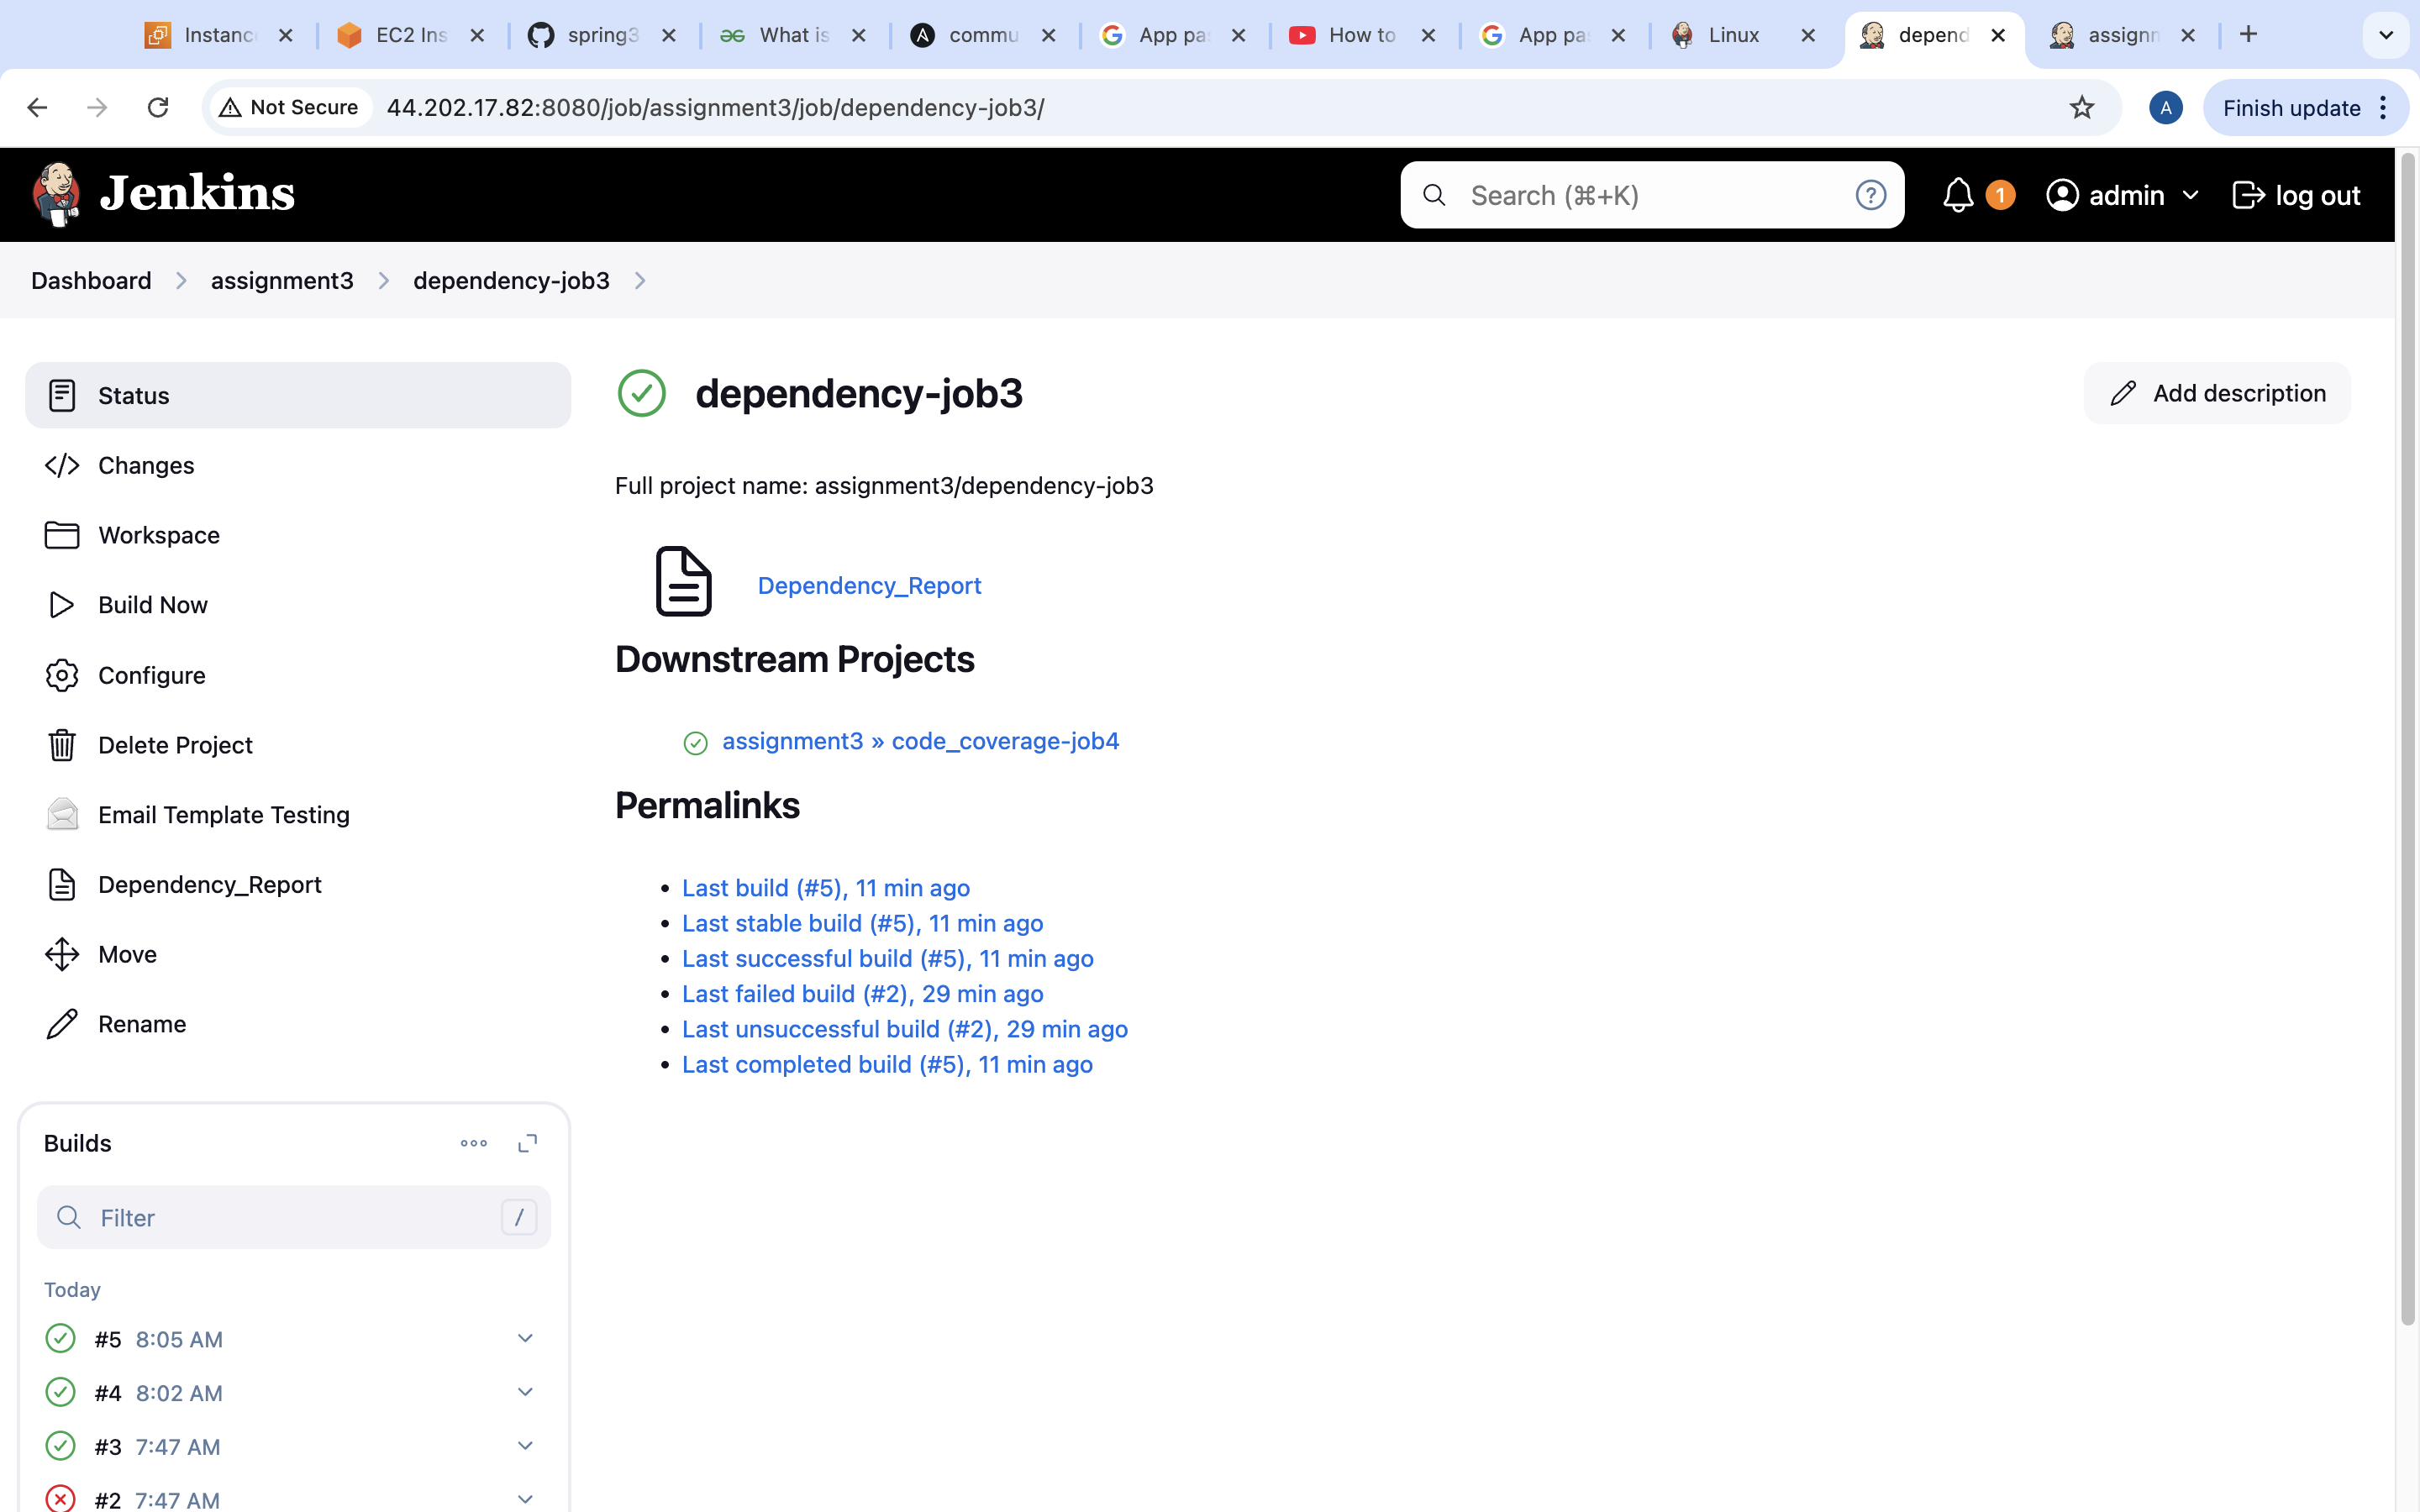 Instanc EC2 Ins spring3 What is commu App pa How to App pa Linux depend assignm
Not Secure 44.202.17.82:8080/job/assignment3/job/dependency-job3/ A Finish update
Jenkins Search (⌘+K) 1 admin log out
Dashboard assignment3 dependency-job3
Status
Changes
Workspace
Build Now
Configure
Delete Project
Email Template Testing
Dependency_Report
Move
Rename
Builds
Filter /
Today
#5 8:05 AM
#4 8:02 AM
#3 7:47 AM
#2 7:47 AM
dependency-job3
Add description
Full project name: assignment3/dependency-job3
Dependency_Report
Downstream Projects
assignment3 » code_coverage-job4
Permalinks
• Last build (#5), 11 min ago
• Last stable build (#5), 11 min ago
• Last successful build (#5), 11 min ago
• Last failed build (#2), 29 min ago
• Last unsuccessful build (#2), 29 min ago
• Last completed build (#5), 11 min ago